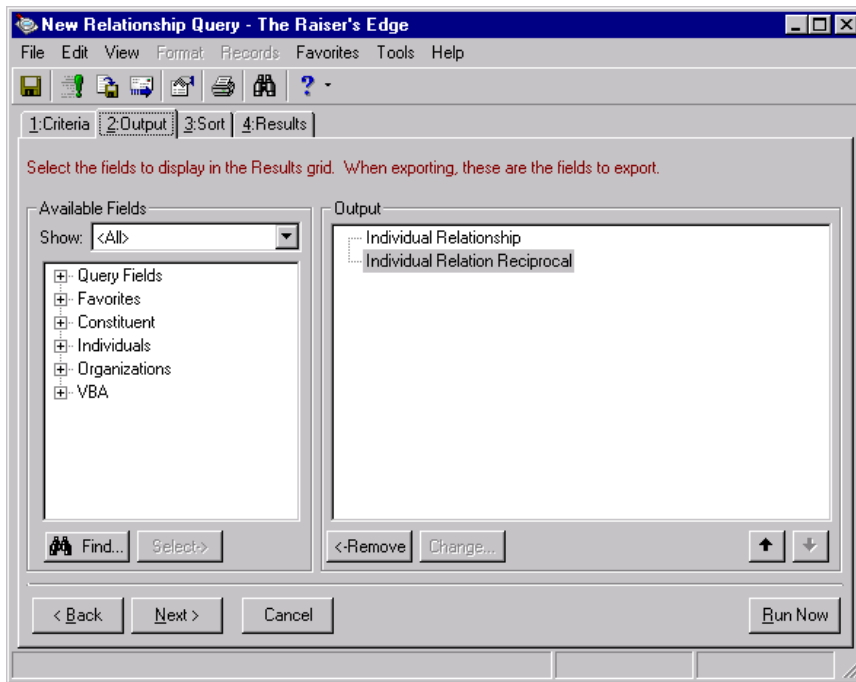 New Relationship Query - The Raiser's Edge
File Edit View Format Records Favorites Tools Help
?
1:Criteria 2:Output 3:Sort 4:Results
Select the fields to display in the Results grid. When exporting, these are the fields to export.
Available Fields
Show: <All>
Query Fields
Favorites
Constituent
Individuals
Organizations
VBA
Find... Select->
Output
Individual Relationship
Individual Relation Reciprocal
<-Remove Change...
< Back Next > Cancel Run Now